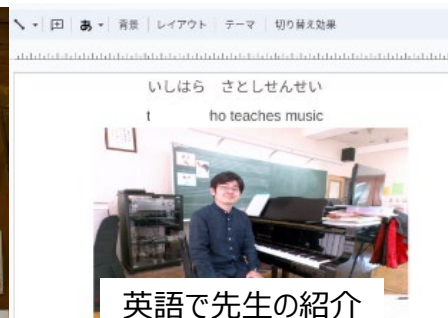 あ 背景 レイアウト テーマ 切り替え効果
いしはら さとしせんせい
t ho teaches music
英語で先生の紹介